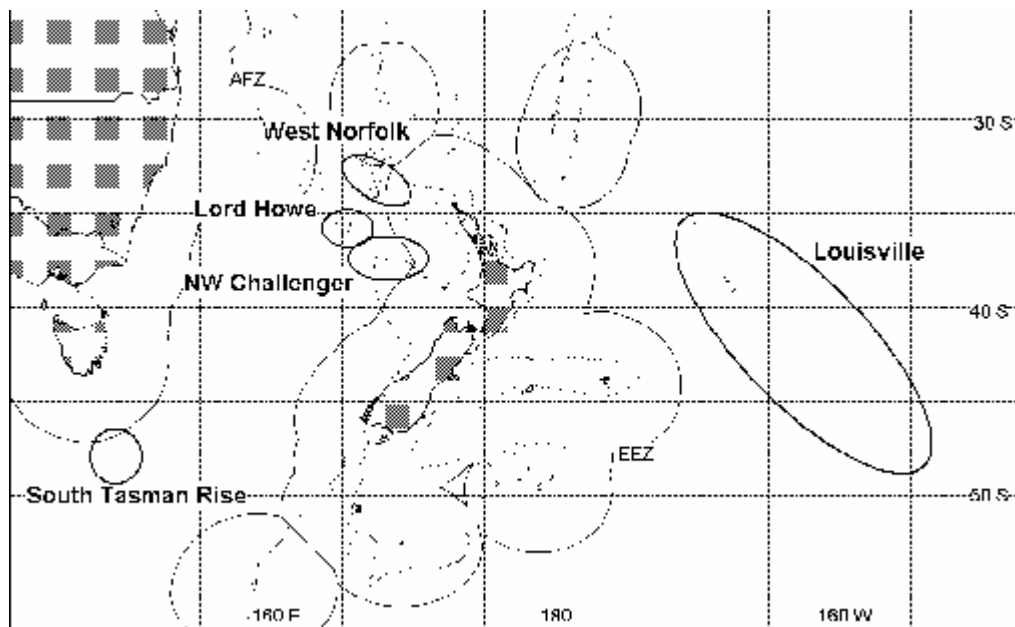 AFZ
West Norfolk
30 S
Lord Howe
Louisville
NW Challenger
40 S
EEZ
South Tasman Rise
50 S
160 E
180
160 W